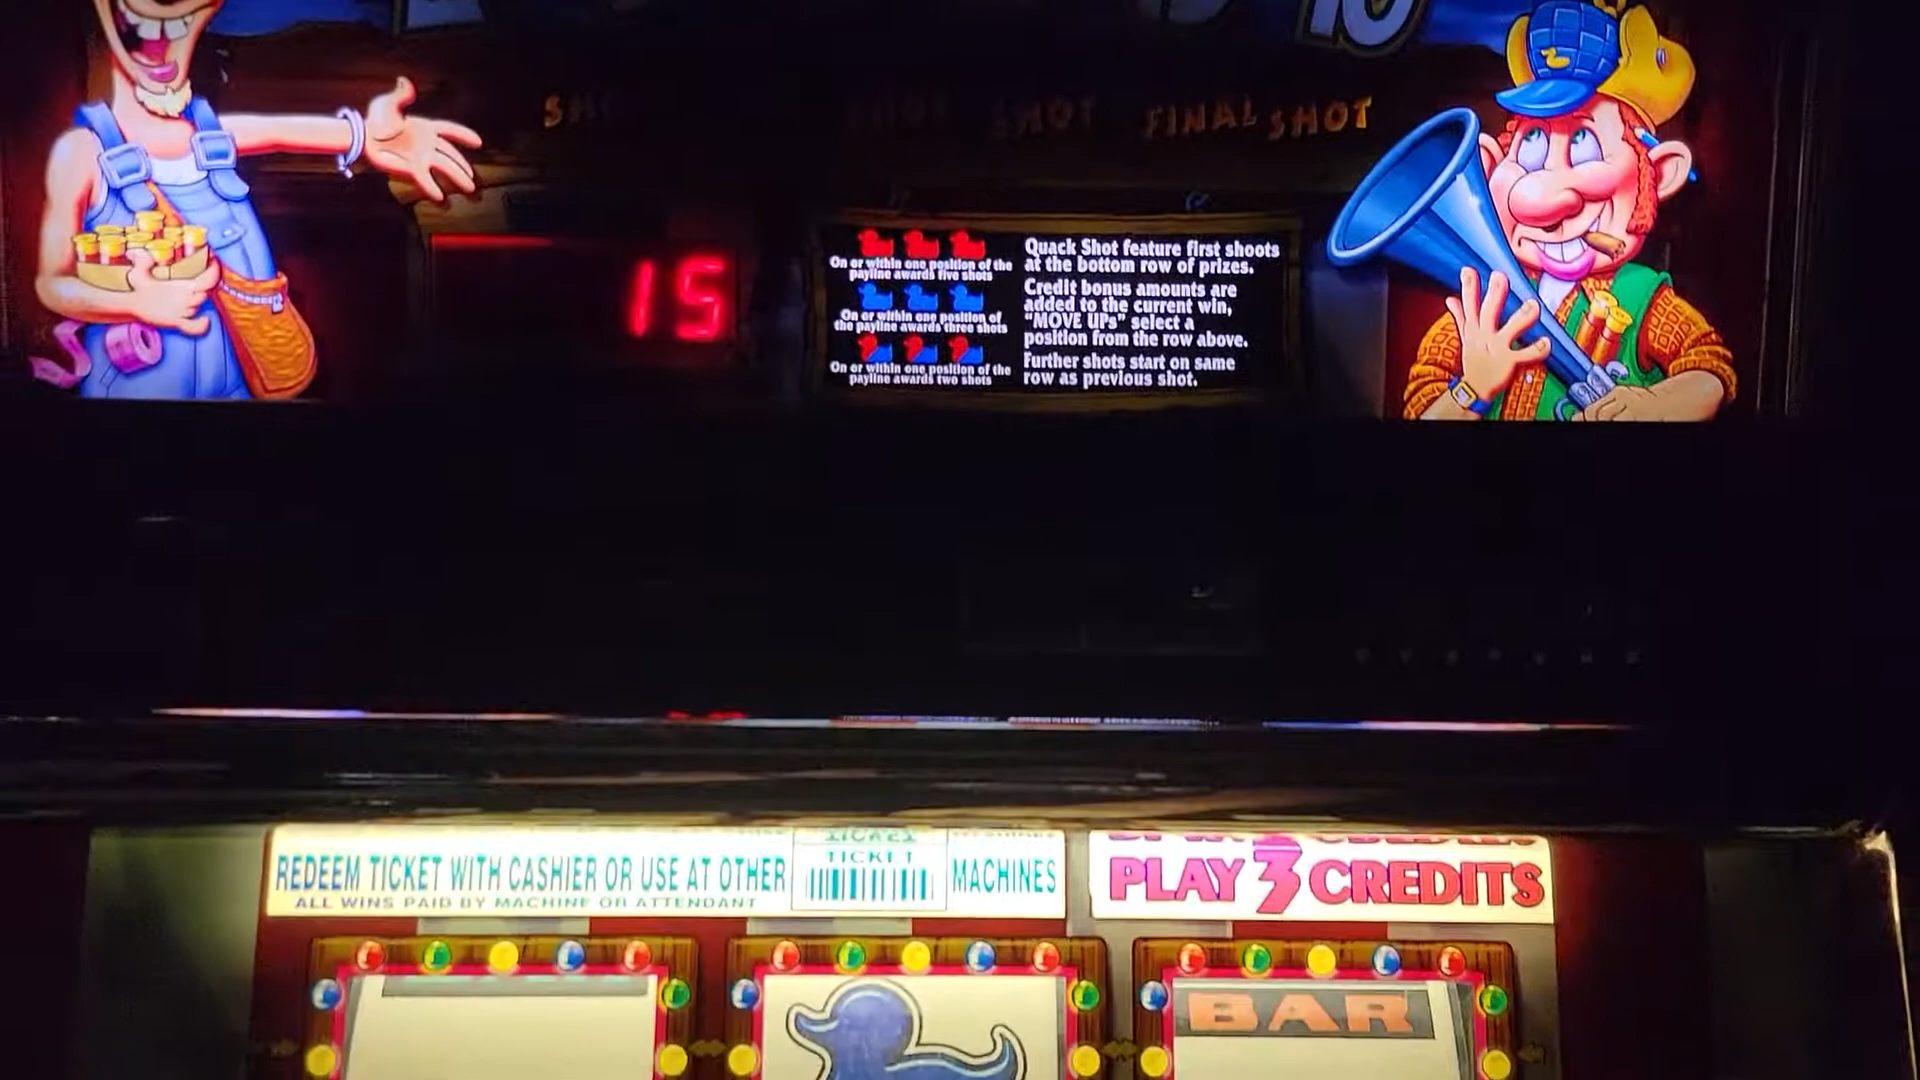 10
SHOT SHOT FINAL SHOT
15
On or within one position of the
payline awards five shots
On or within one position of
the payline awards three shots
On or within one position of the
payline awards two shots
Quack Shot feature first shoots
at the bottom row of prizes.
Credit bonus amounts are
added to the current win,
"MOVE UPs" select a
position from the row above.
Further shots start on same
row as previous shot.
REDEEM TICKET WITH CASHIER OR USE AT OTHER
TICKET
MACHINES
ALL WINS PAID BY MACHINE OR ATTENDANT
PLAY 3 CREDITS
BAR